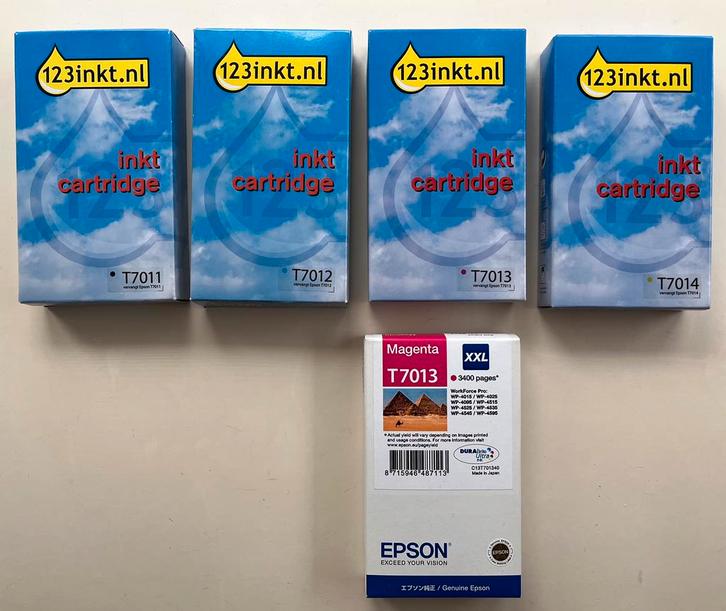 123inkt.nl
inkt
cartridge
T7011
vervangt Epson T7011
123inkt.nl
inkt
cartridge
T7012
vervangt Epson T7012
123inkt.nl
inkt
cartridge
T7013
vervangt Epson T7013
123inkt.nl
inkt
cartridge
T7014
vervangt Epson T7014
Magenta
XXL
T7013
3400 pages*
WorkForce Pro:
WP-4015 / WP-4025
WP-4095 / WP-4515
WP-4525 / WP-4535
WP-4545 / WP-4595
*Actual yield will vary depending on images printed
and usage conditions. For more information visit
www.epson.eu/pageyield
DURABrite
Ultra
Ink
8 715946 487113
C13T701340
Made in Japan
EPSON®
EXCEED YOUR VISION
EPSON
エプソン純正 / Genuine Epson